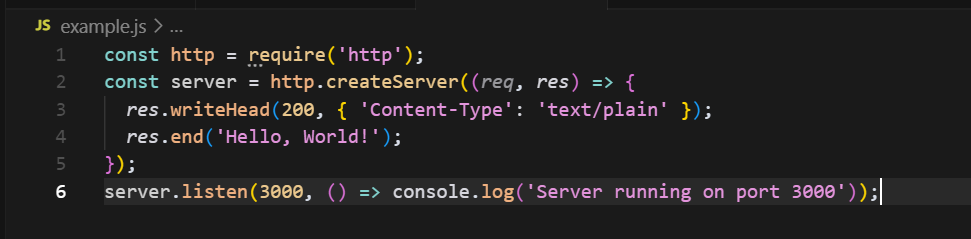 JS example.js > ...
1 const http = require('http');
2 const server = http.createServer((req, res) => {
3   res.writeHead(200, { 'Content-Type': 'text/plain' });
4   res.end('Hello, World!');
5 });
6 server.listen(3000, () => console.log('Server running on port 3000'));